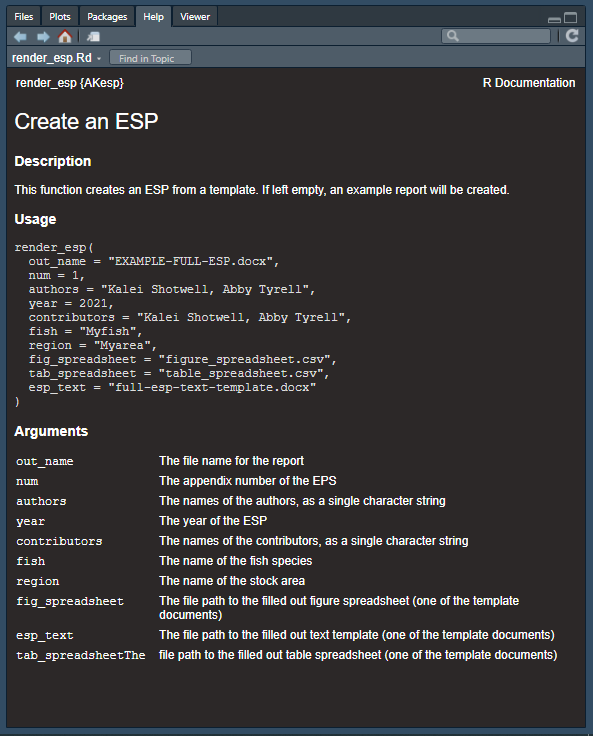 Files Plots Packages Help Viewer
render_esp.Rd Find in Topic
render_esp {AKesp} R Documentation
Create an ESP
Description
This function creates an ESP from a template. If left empty, an example report will be created.
Usage
render_esp(
out_name = "EXAMPLE-FULL-ESP.docx",
num = 1,
authors = "Kalei Shotwell, Abby Tyrell",
year = 2021,
contributors = "Kalei Shotwell, Abby Tyrell",
fish = "Myfish",
region = "Myarea",
fig_spreadsheet = "figure_spreadsheet.csv",
tab_spreadsheet = "table_spreadsheet.csv",
esp_text = "full-esp-text-template.docx"
)
Arguments
out_name The file name for the report
num The appendix number of the EPS
authors The names of the authors, as a single character string
year The year of the ESP
contributors The names of the contributors, as a single character string
fish The name of the fish species
region The name of the stock area
fig_spreadsheet The file path to the filled out figure spreadsheet (one of the template
documents)
esp_text The file path to the filled out text template (one of the template documents)
tab_spreadsheetThe file path to the filled out table spreadsheet (one of the template documents)